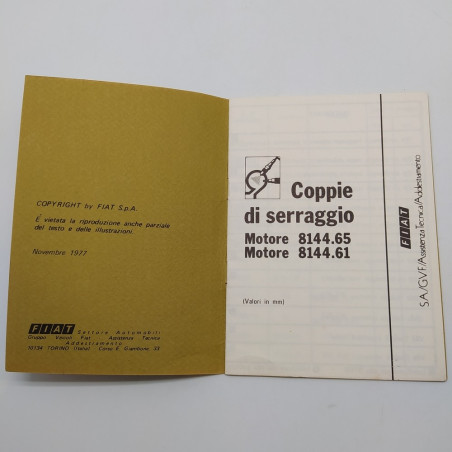 COPYRIGHT by FIAT S.p.A.
É vietata la riproduzione anche parziale
del testo e delle illustrazioni.
Novembre 1977
FIAT Settore Automobili
Gruppo Veicoli Fiat - Assistenza Tecnica
Addestramento
10134 TORINO (Italia) - Corso G. 33
Coppie
di serraggio
Motore 8144.65
Motore 8144.61
(Valori in mm)
FIAT
S.A./G.V.F/Assistenza Tecnica/Addestramento